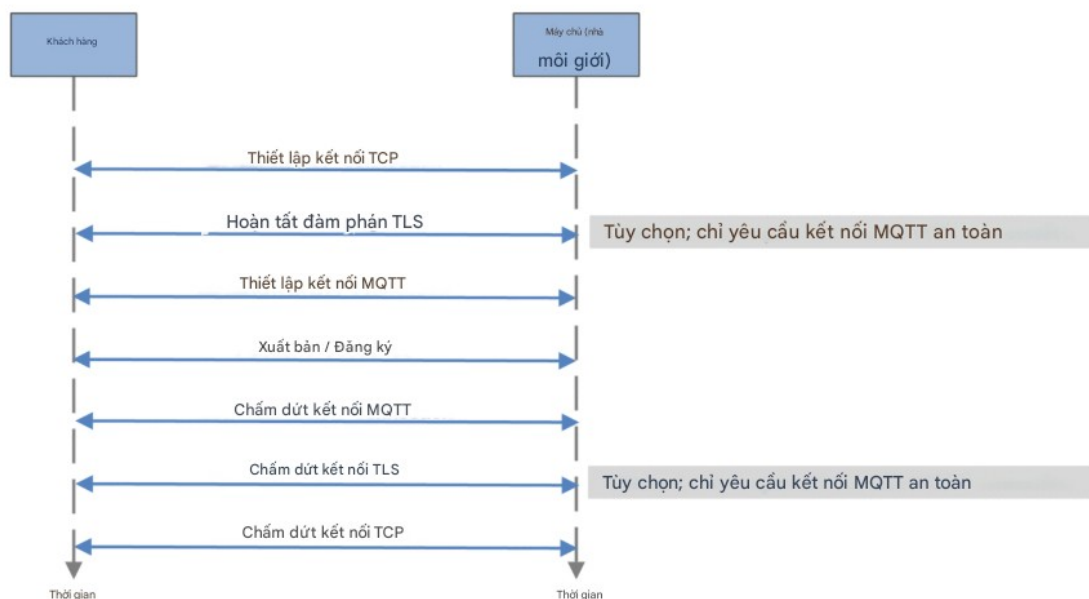 Khách hàng
Máy chủ (nhà
môi giới)
Thiết lập kết nối TCP
Hoàn tất đàm phán TLS
Tùy chọn; chỉ yêu cầu kết nối MQTT an toàn
Thiết lập kết nối MQTT
Xuất bản / Đăng ký
Chấm dứt kết nối MQTT
Chấm dứt kết nối TLS
Tùy chọn; chỉ yêu cầu kết nối MQTT an toàn
Chấm dứt kết nối TCP
Thời gian
Thời gian